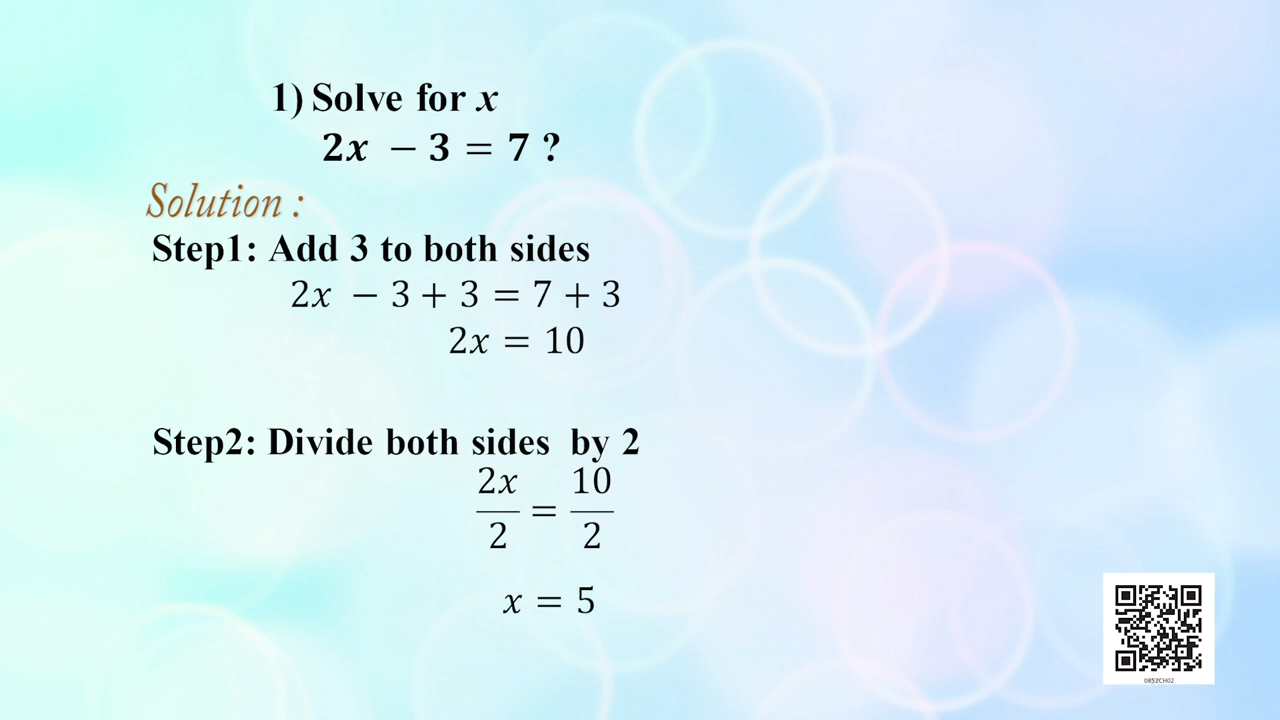 1) Solve for x
2x − 3 = 7 ?
Solution :
Step1: Add 3 to both sides
2x − 3 + 3 = 7 + 3
2x = 10
Step2: Divide both sides by 2
2x/2 = 10/2
x = 5
0852CH02